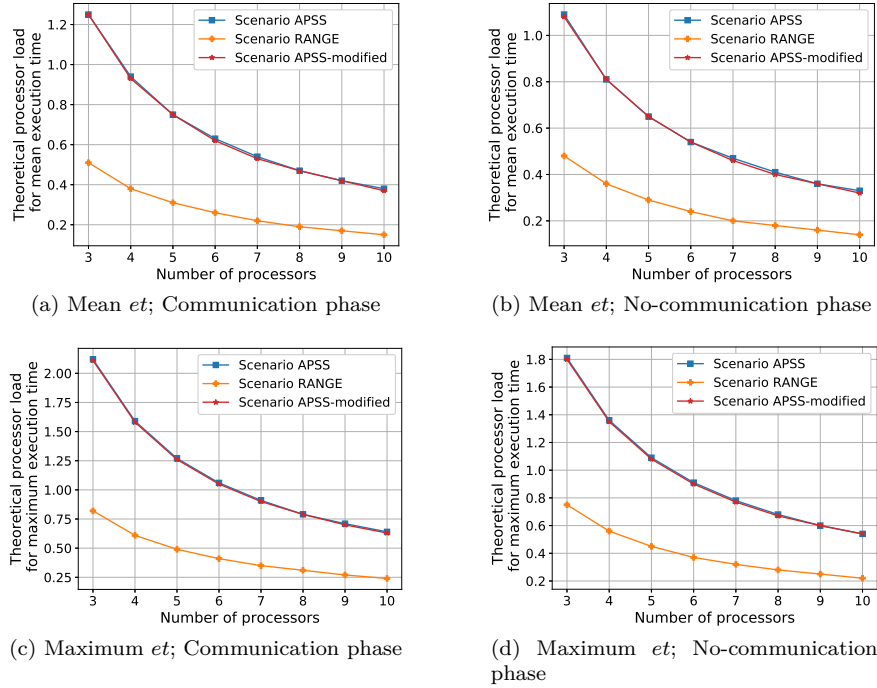 Theoretical processor load
for mean execution time
1.2
1.0
0.8
0.6
0.4
0.2
Scenario APSS
Scenario RANGE
Scenario APSS-modified
3 4 5 6 7 8 9 10
Number of processors
(a) Mean et; Communication phase
Theoretical processor load
for mean execution time
1.0
0.8
0.6
0.4
0.2
Scenario APSS
Scenario RANGE
Scenario APSS-modified
3 4 5 6 7 8 9 10
Number of processors
(b) Mean et; No-communication phase
Theoretical processor load
for maximum execution time
2.00
1.75
1.50
1.25
1.00
0.75
0.50
0.25
Scenario APSS
Scenario RANGE
Scenario APSS-modified
3 4 5 6 7 8 9 10
Number of processors
(c) Maximum et; Communication phase
Theoretical processor load
for maximum execution time
1.8
1.6
1.4
1.2
1.0
0.8
0.6
0.4
0.2
Scenario APSS
Scenario RANGE
Scenario APSS-modified
3 4 5 6 7 8 9 10
Number of processors
(d) Maximum et; No-communication
phase